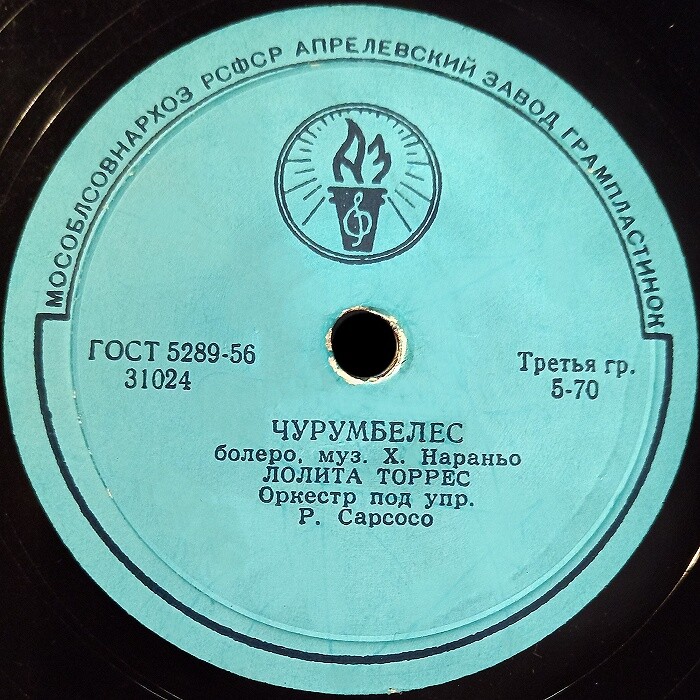 МОСОБЛСОВНАРХОЗ РСФСР АПРЕЛЕВСКИЙ ЗАВОД ГРАМПЛАСТИНОК
АЗ
ГОСТ 5289-56
31024
Третья гр.
5-70
ЧУРУМБЕЛЕС
болеро, муз. Х. Нараньо
ЛОЛИТА ТОРРЕС
Оркестр под упр.
Р. Сарсосо